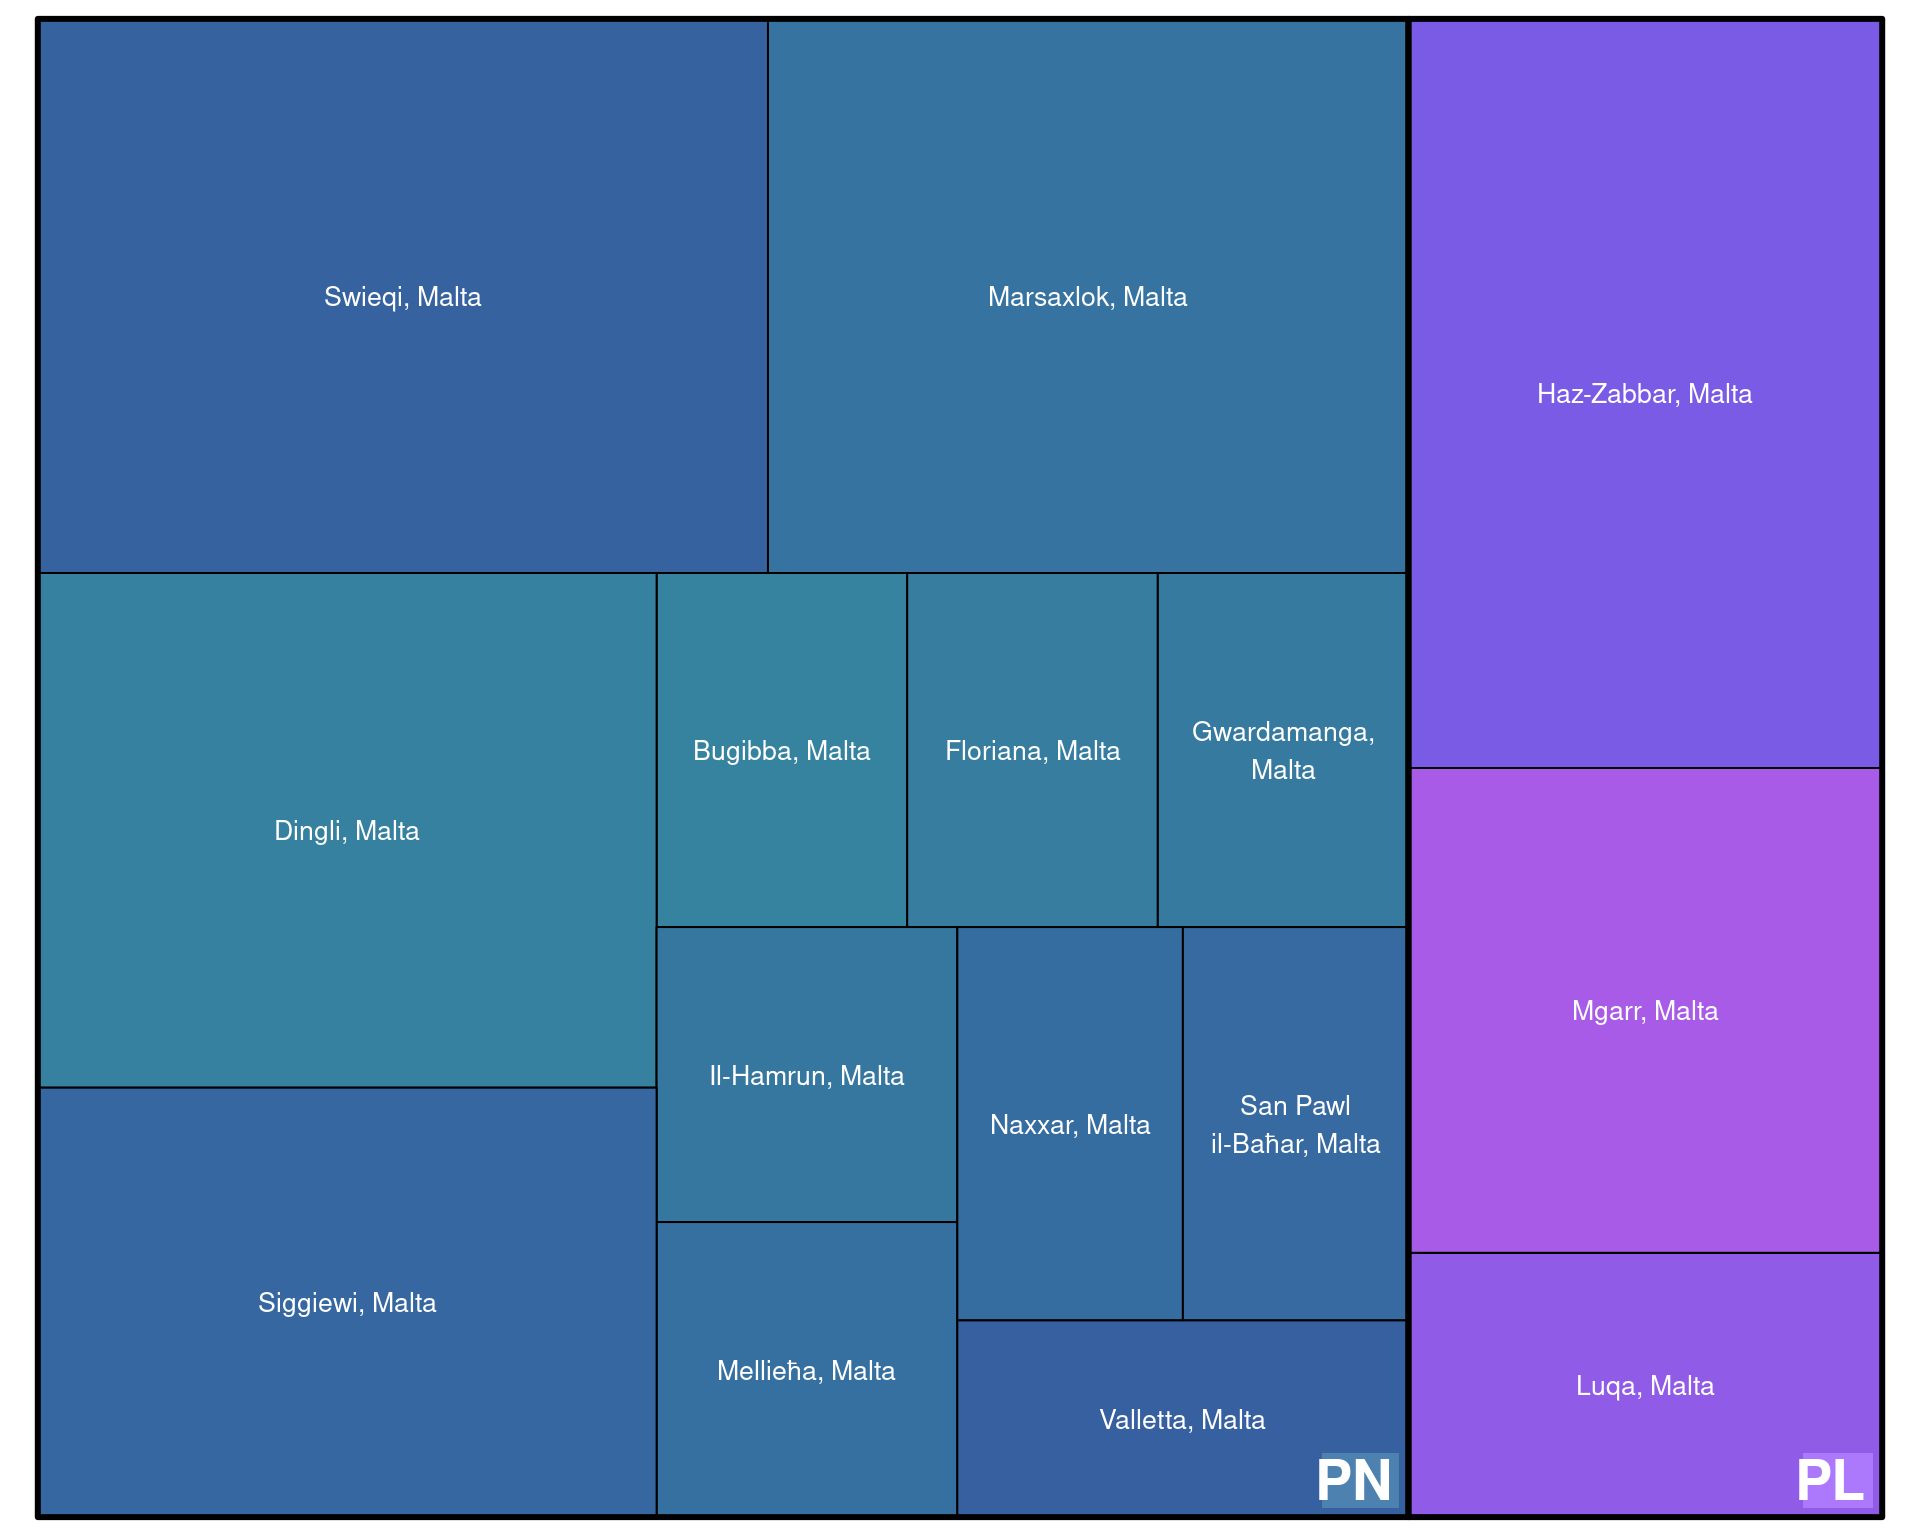 Swieqi, Malta
Marsaxlok, Malta
Haz-Zabbar, Malta
Dingli, Malta
Bugibba, Malta
Floriana, Malta
Gwardamanga,
Malta
Mgarr, Malta
Il-Hamrun, Malta
Naxxar, Malta
San Pawl
il-Baħar, Malta
Siggiewi, Malta
Mellieħa, Malta
Valletta, Malta
Luqa, Malta
PN
PL